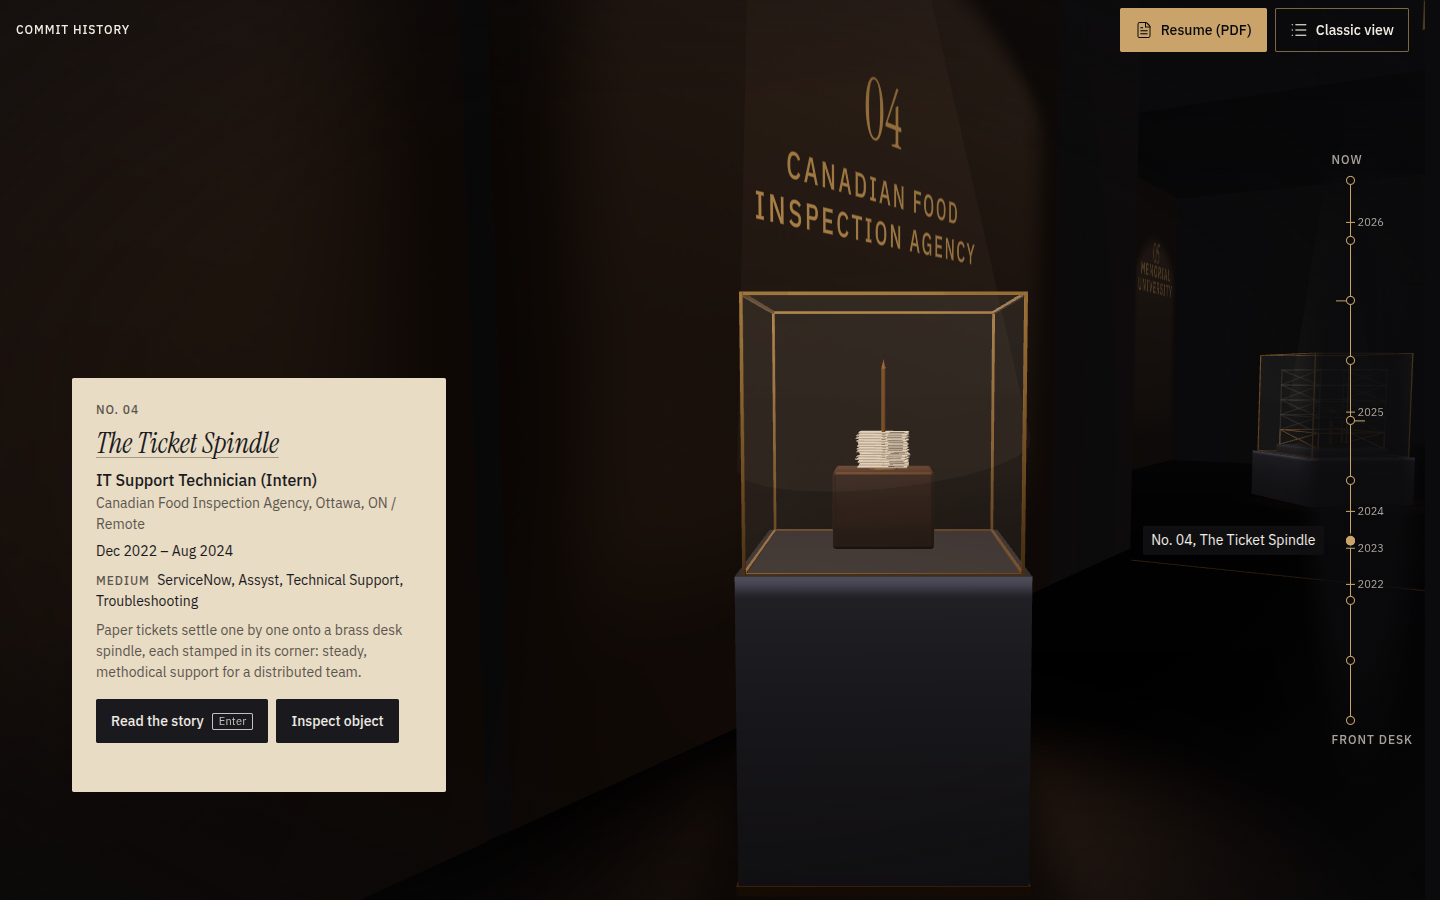 COMMIT HISTORY
Resume (PDF)
Classic view
04
CANADIAN FOOD
INSPECTION AGENCY
05
MEMORIAL
UNIVERSITY
NOW
2026
2025
2024
2023
2022
FRONT DESK
No. 04, The Ticket Spindle
NO. 04
The Ticket Spindle
IT Support Technician (Intern)
Canadian Food Inspection Agency, Ottawa, ON /
Remote
Dec 2022 – Aug 2024
MEDIUM ServiceNow, Assyst, Technical Support,
Troubleshooting
Paper tickets settle one by one onto a brass desk
spindle, each stamped in its corner: steady,
methodical support for a distributed team.
Read the story Enter
Inspect object